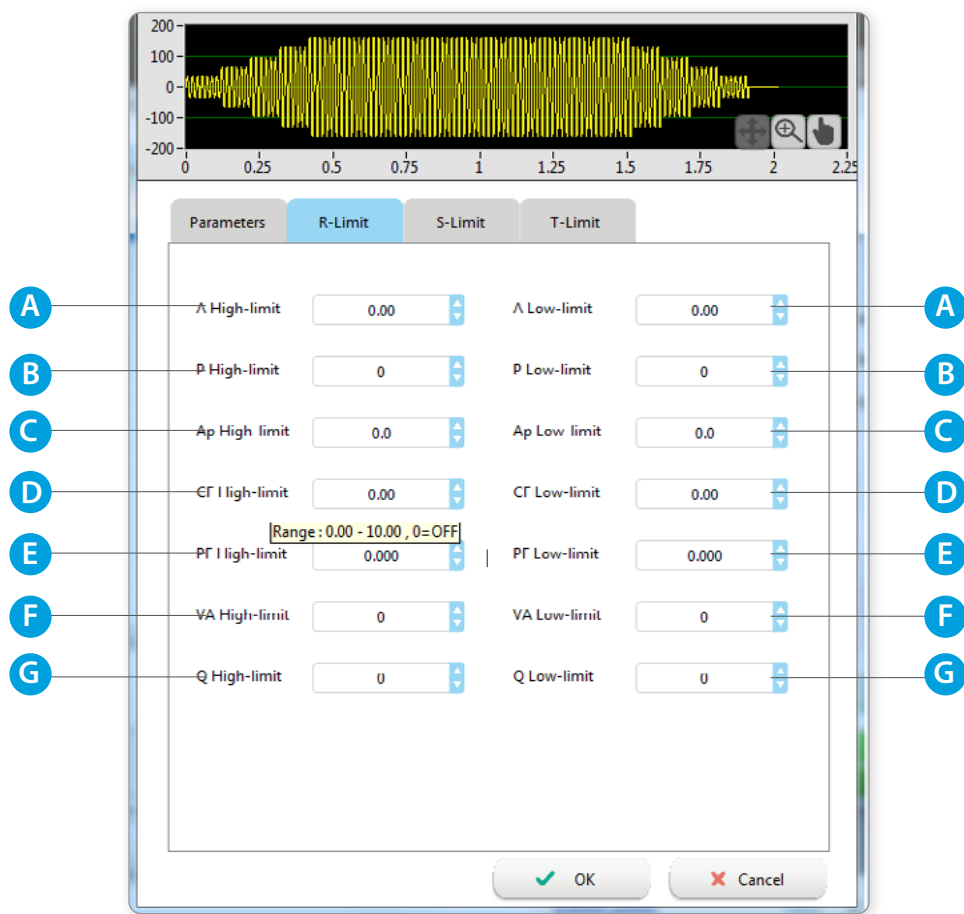 200
100
0
-100
-200
0 0.25 0.5 0.75 1 1.25 1.5 1.75 2 2.25
Parameters R-Limit S-Limit T-Limit
A A High-limit 0.00 A Low-limit 0.00 A
B P High-limit 0 P Low-limit 0 B
C Ap High-limit 0.0 Ap Low-limit 0.0 C
D CF High-limit 0.00 CF Low-limit 0.00 D
Range : 0.00 - 10.00 , 0=OFF
E PF High-limit 0.000 PF Low-limit 0.000 E
F VA High-limit 0 VA Low-limit 0 F
G Q High-limit 0 Q Low-limit 0 G
OK Cancel